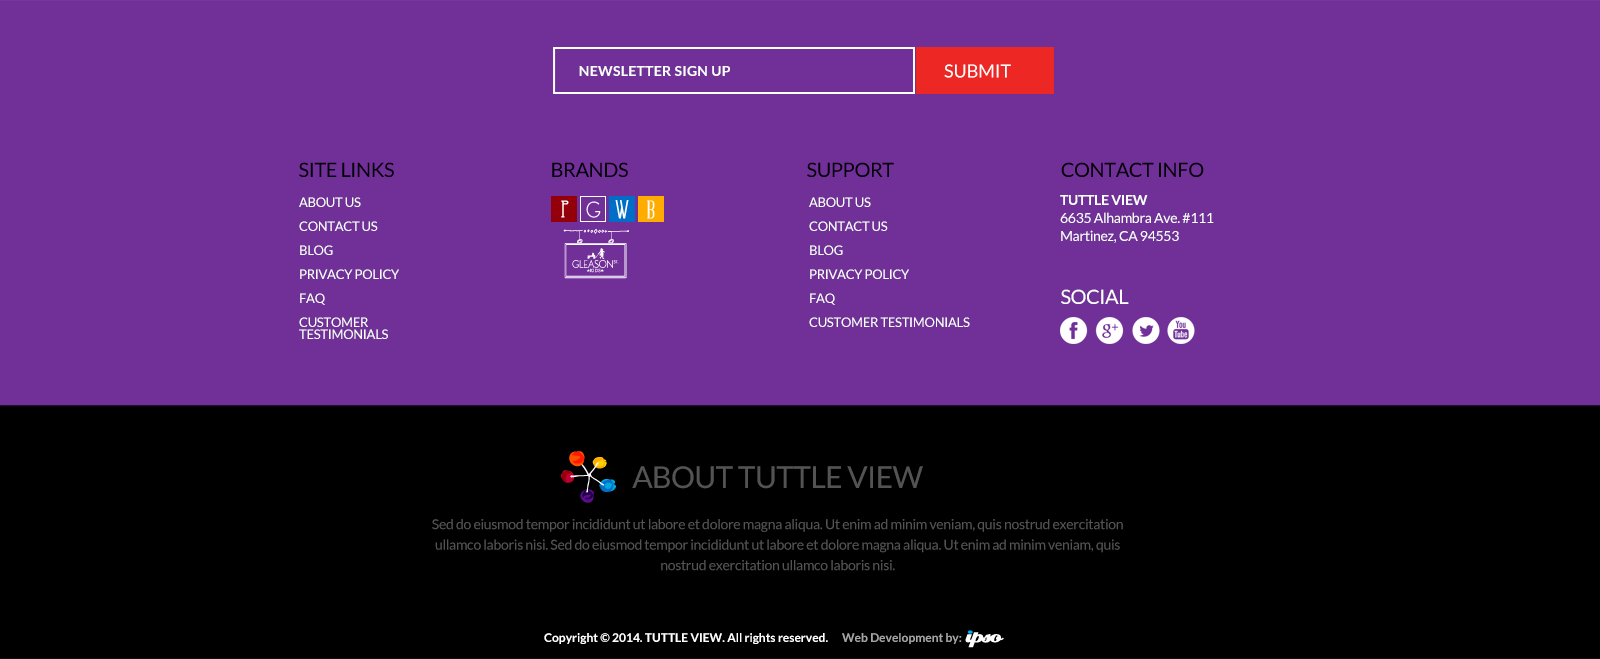 NEWSLETTER SIGN UP
SUBMIT
SITE LINKS
ABOUT US
CONTACT US
BLOG
PRIVACY POLICY
FAQ
CUSTOMER
TESTIMONIALS
BRANDS
P G W B
GLEASON
SUPPORT
ABOUT US
CONTACT US
BLOG
PRIVACY POLICY
FAQ
CUSTOMER TESTIMONIALS
CONTACT INFO
TUTTLE VIEW
6635 Alhambra Ave. #111
Martinez, CA 94553
SOCIAL
f g+ You Tube
ABOUT TUTTLE VIEW
Sed do eiusmod tempor incididunt ut labore et dolore magna aliqua. Ut enim ad minim veniam, quis nostrud exercitation
ullamco laboris nisi. Sed do eiusmod tempor incididunt ut labore et dolore magna aliqua. Ut enim ad minim veniam, quis
nostrud exercitation ullamco laboris nisi.
Copyright © 2014. TUTTLE VIEW. All rights reserved. Web Development by: ipso